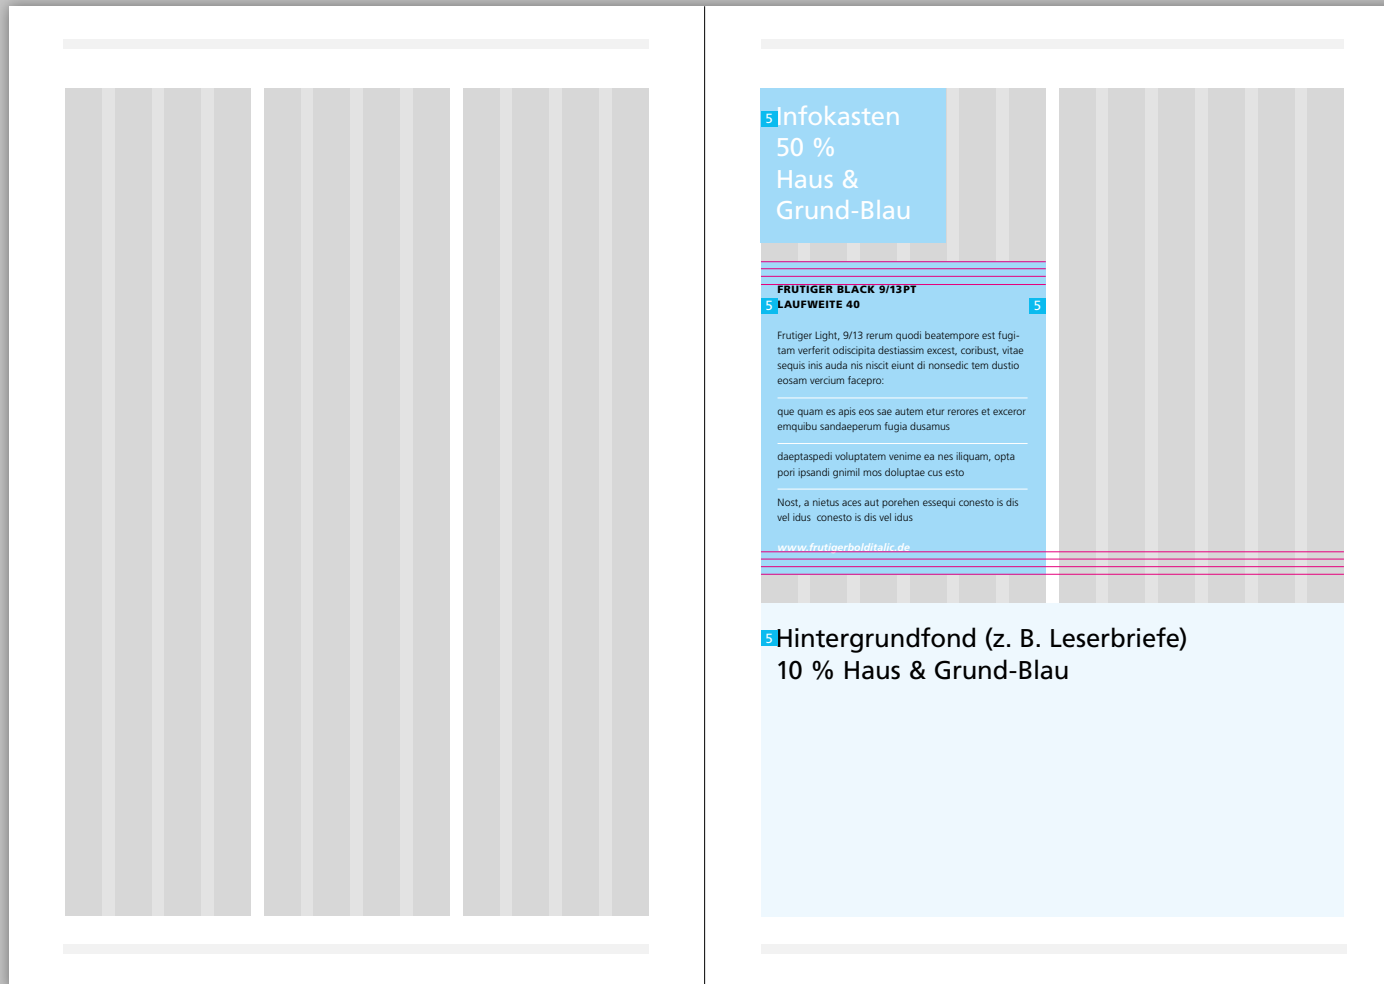 5 Infokasten
50 %
Haus &
Grund-Blau
FRUTIGER BLACK 9/13PT
5 LAUFWEITE 40 5
Frutiger Light, 9/13 rerum quodi beatempore est fugi-
tam verferit odiscipita destiassim excest, coribust, vitae
sequis inis auda nis niscit eiunt di nonsedic tem dustio
eosam vercium facepro:
que quam es apis eos sae autem etur rerores et exceror
emquibu sandaeperum fugia dusamus
daeptaspedi voluptatem venime ea nes iliquam, opta
pori ipsandi gnimil mos doluptae cus esto
Nost, a nietus aces aut porehen essequi conesto is dis
vel idus  conesto is dis vel idus
www.frutigerbolditalic.de
5 Hintergrundfond (z. B. Leserbriefe)
10 % Haus & Grund-Blau